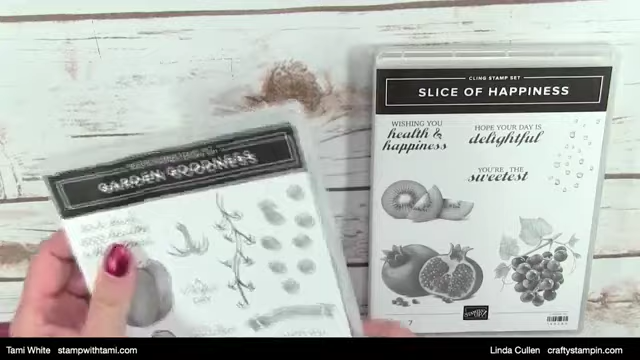 CLING STAMP SET
SLICE OF HAPPINESS
WISHING YOU
health &
happiness
HOPE YOUR DAY IS
delightful
YOU'RE THE
sweetest
7
GARDEN GOODNESS
Tami White stampwithtami.com
Linda Cullen craftystampin.com